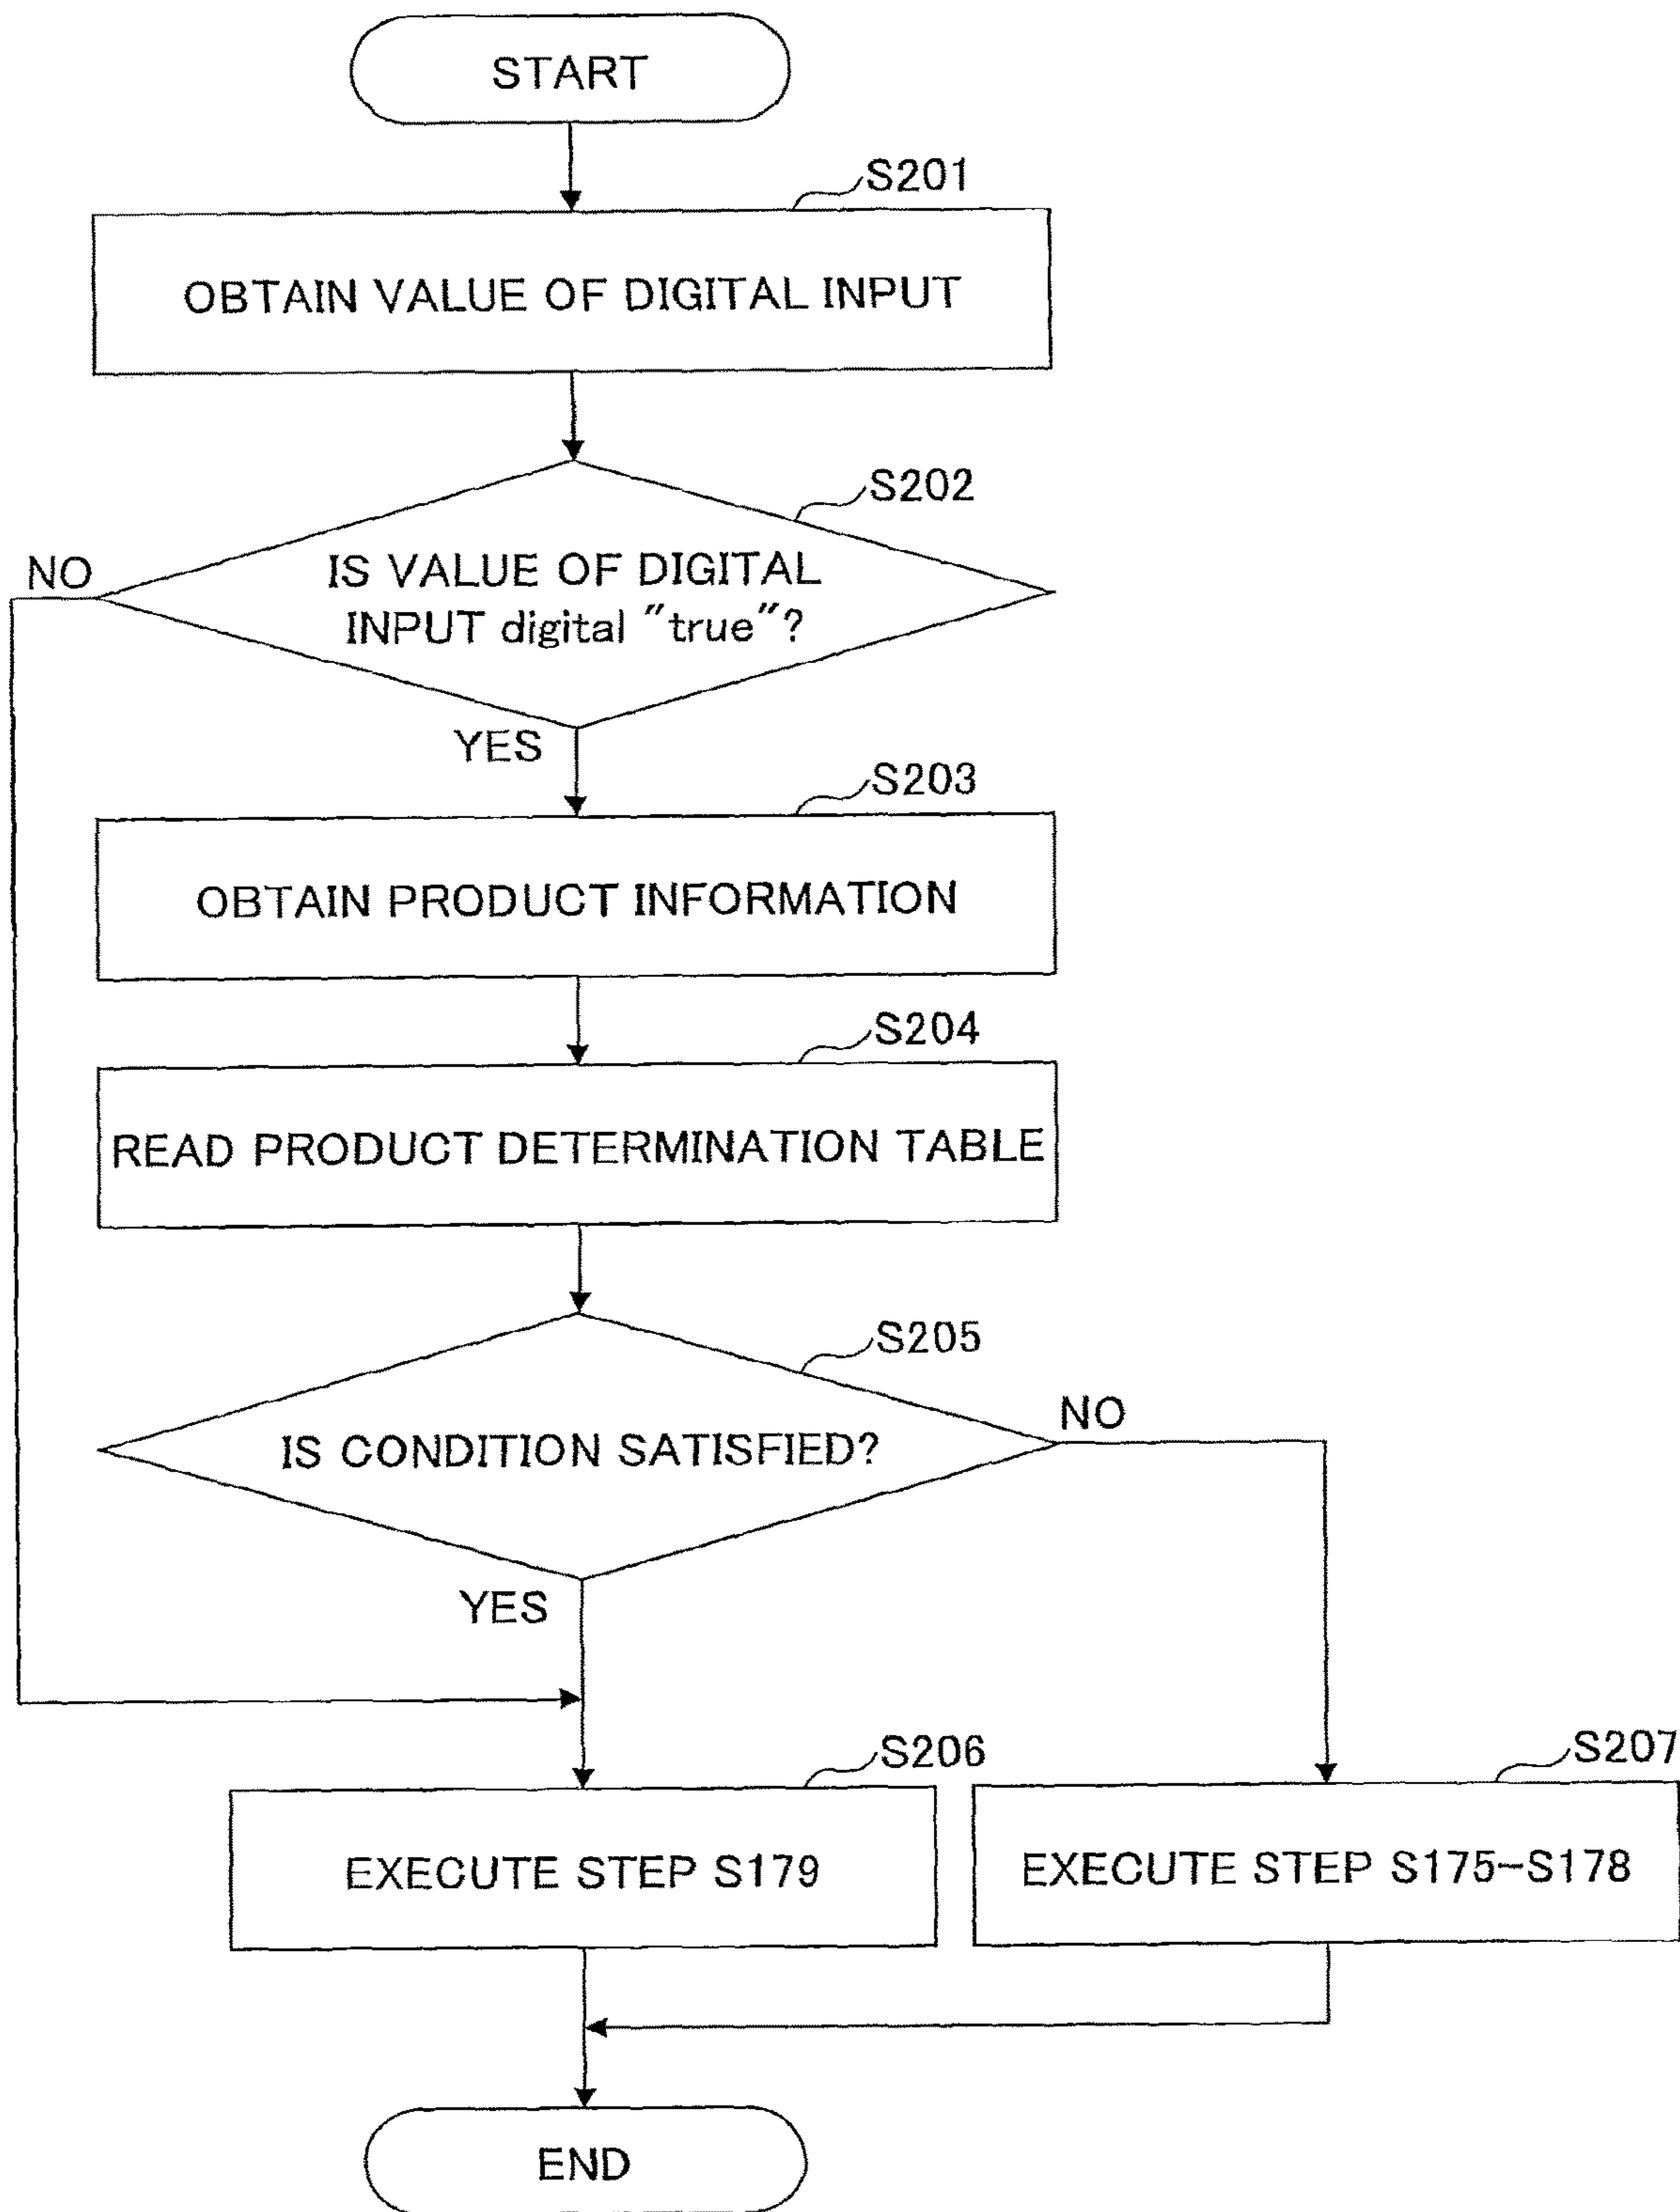 START
S201
OBTAIN VALUE OF DIGITAL INPUT
S202
NO
IS VALUE OF DIGITAL
INPUT digital "true"?
YES
S203
OBTAIN PRODUCT INFORMATION
S204
READ PRODUCT DETERMINATION TABLE
S205
NO
IS CONDITION SATISFIED?
YES
S206
S207
EXECUTE STEP S179
EXECUTE STEP S175-S178
END